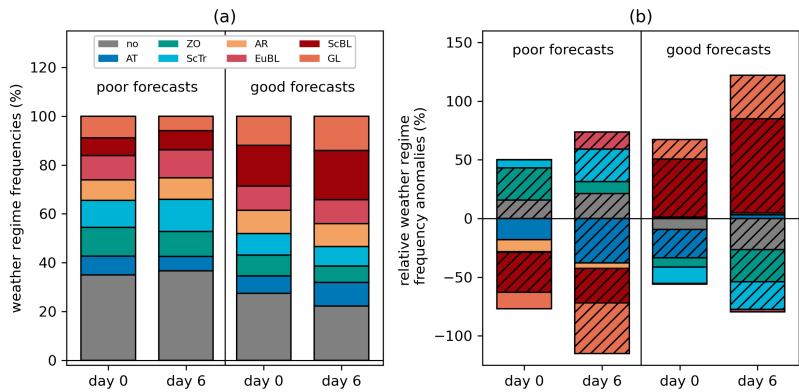 (a)
weather regime frequencies (%)
120
100
80
60
40
20
0
no
AT
ZO
ScTr
AR
EuBL
ScBL
GL
poor forecasts
good forecasts
day 0
day 6
day 0
day 6
(b)
relative weather regime
frequency anomalies (%)
150
100
50
0
−50
−100
poor forecasts
good forecasts
day 0
day 6
day 0
day 6